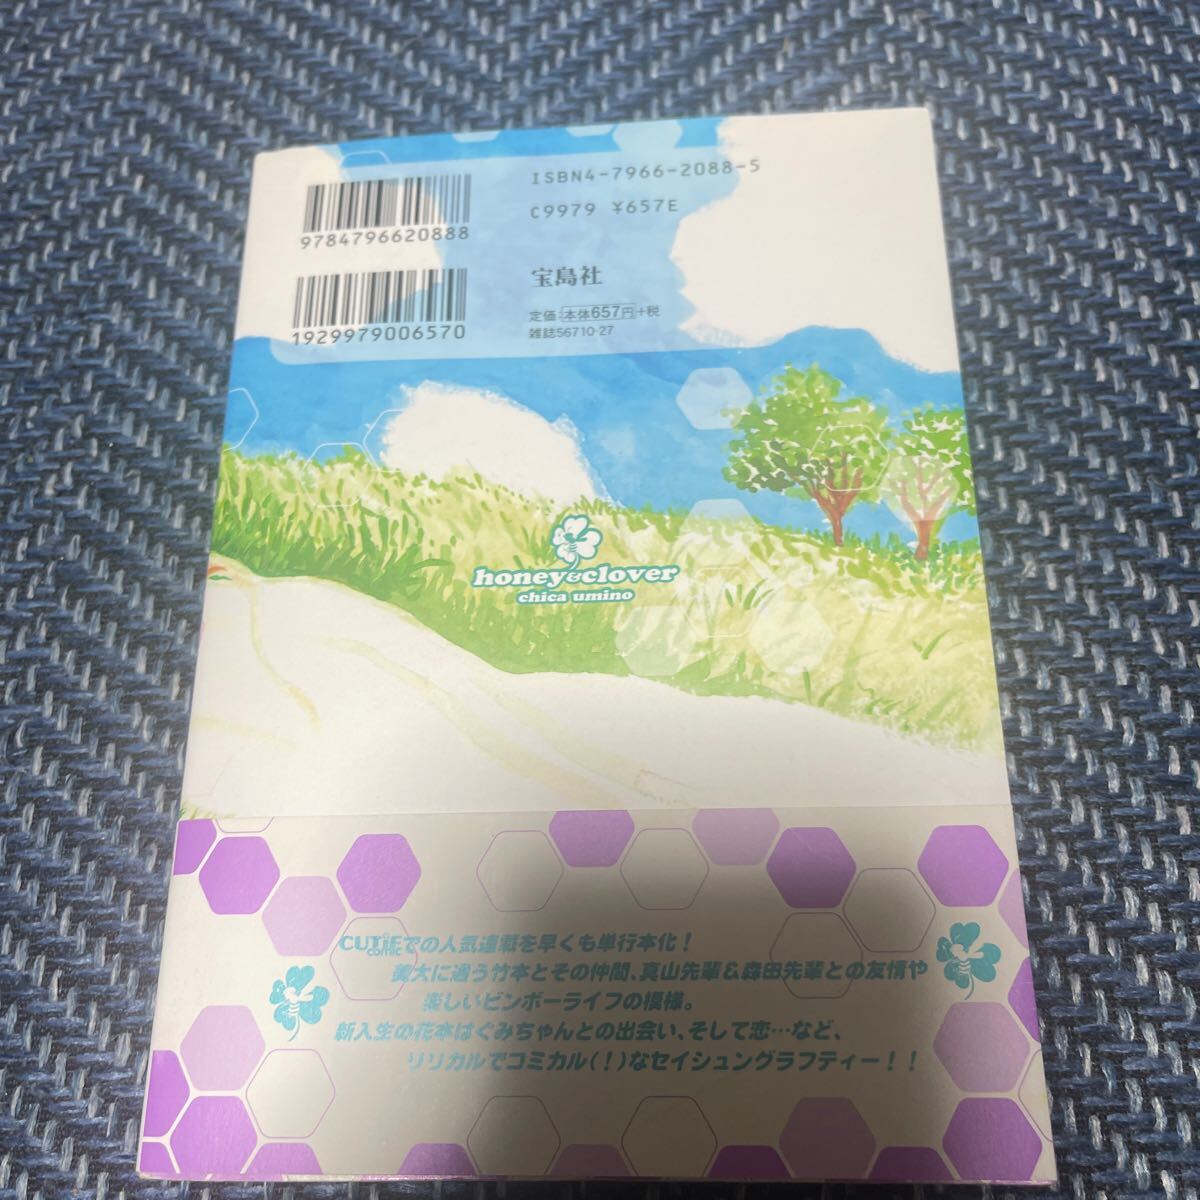 ISBN4-7966-2088-5
9784796620888
C9979 ¥657E
宝島社
1929979006570
定価:本体657円+税
雑誌56710-27
honey&clover
chica umino
CUTiE COMICでの人気連載を早くも単行本化!
美大に通う竹本とその仲間、真山先輩&森田先輩との友情や
楽しいビンボーライフの模様。
新入生の花本はぐみちゃんとの出会い、そして恋…など、
リリカルでコミカル(!)なセイシュングラフティー!!